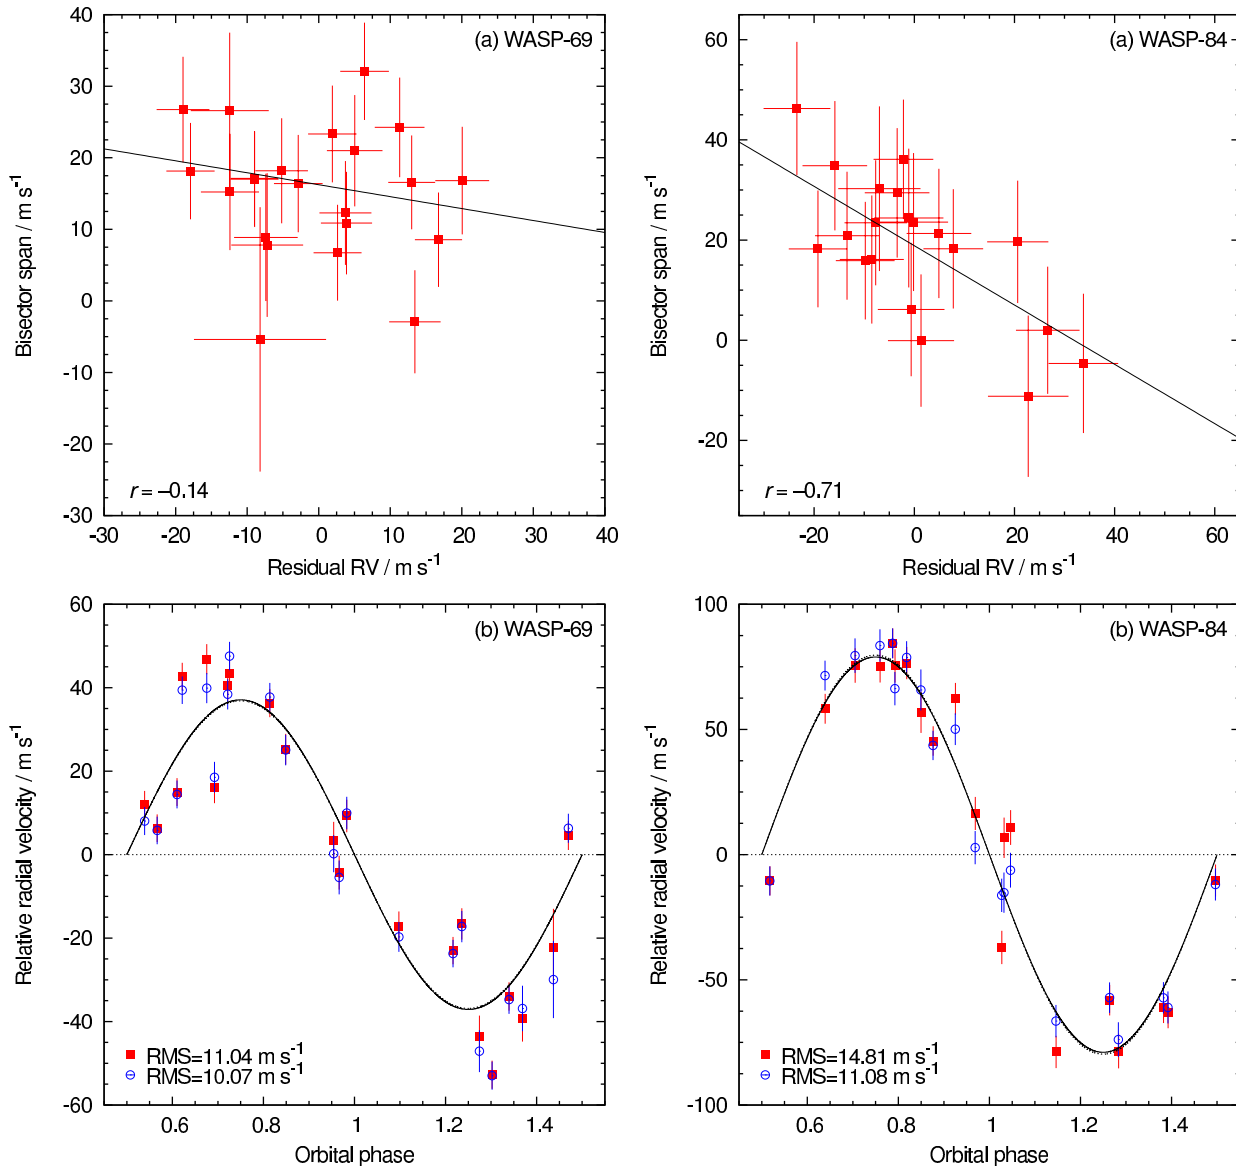 (a) WASP-69
40
30
20
10
0
-10
-20
-30
Bisector span / m s⁻¹
r = −0.14
-30 -20 -10 0 10 20 30 40
Residual RV / m s⁻¹
(a) WASP-84
60
40
20
0
-20
Bisector span / m s⁻¹
r = −0.71
-20 0 20 40 60
Residual RV / m s⁻¹
(b) WASP-69
60
40
20
0
-20
-40
-60
Relative radial velocity / m s⁻¹
RMS=11.04 m s⁻¹
RMS=10.07 m s⁻¹
0.6 0.8 1 1.2 1.4
Orbital phase
(b) WASP-84
100
50
0
-50
-100
Relative radial velocity / m s⁻¹
RMS=14.81 m s⁻¹
RMS=11.08 m s⁻¹
0.6 0.8 1 1.2 1.4
Orbital phase